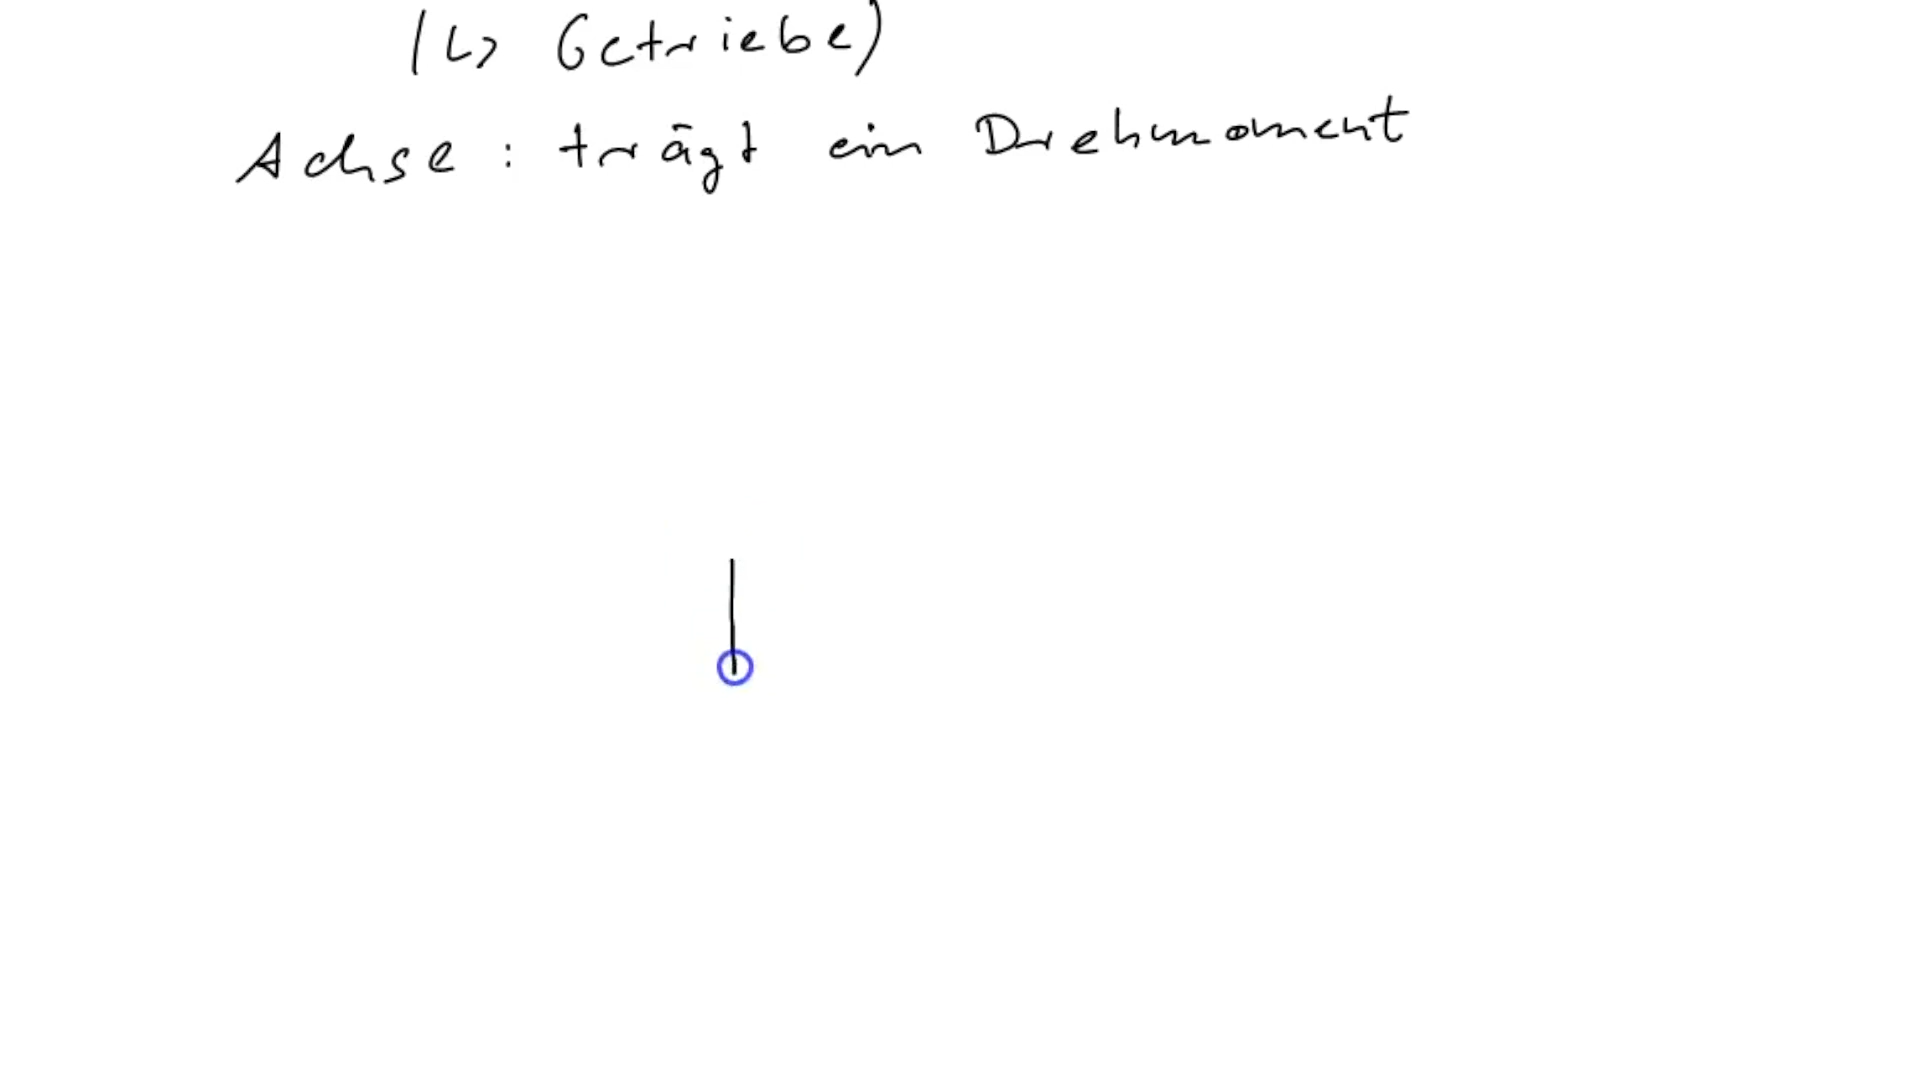 (↳ Getriebe)
Achse : trägt ein Drehmoment